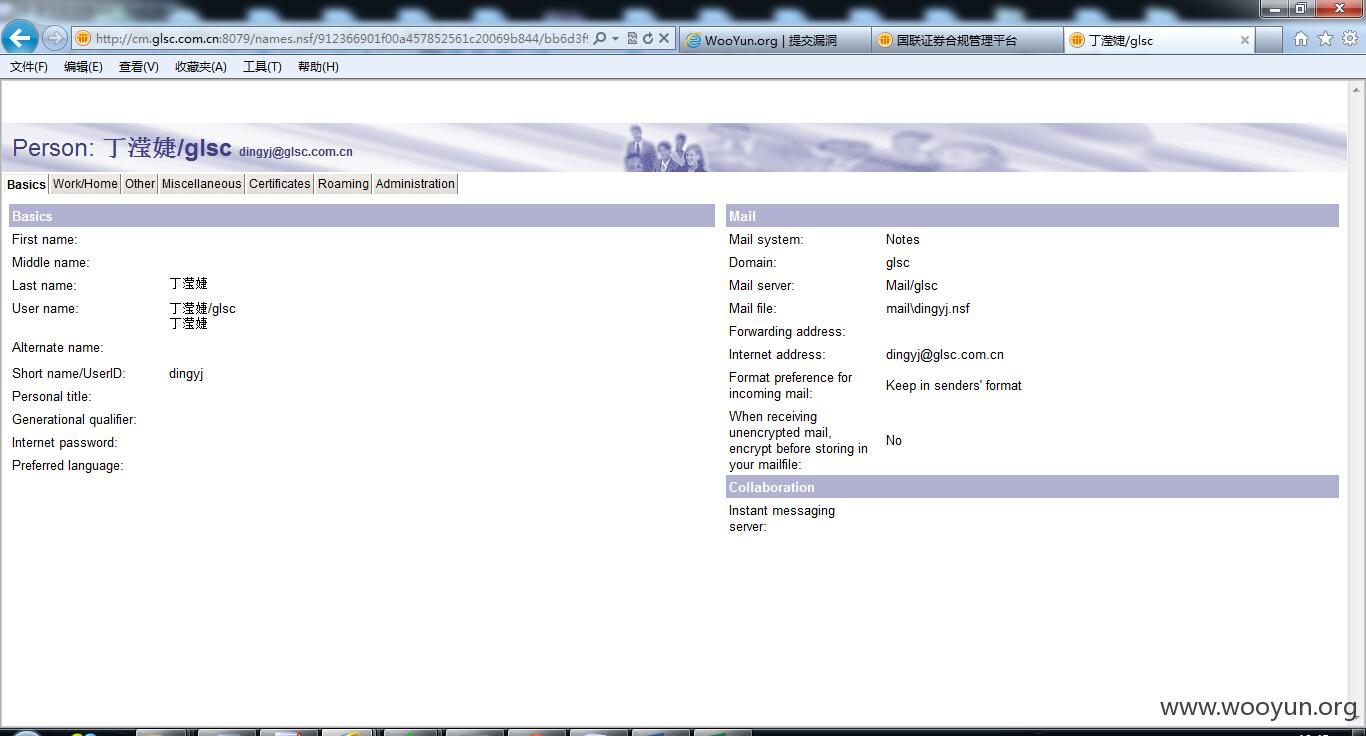 http://cm.glsc.com.cn:8079/names.nsf/912366901f00a457852561c20069b844/bb6d3f
WooYun.org | 提交漏洞
国联证券合规管理平台
丁滢婕/glsc
文件(F) 编辑(E) 查看(V) 收藏夹(A) 工具(T) 帮助(H)
Person: 丁滢婕/glsc dingyj@glsc.com.cn
Basics Work/Home Other Miscellaneous Certificates Roaming Administration
Basics
First name:
Middle name:
Last name: 丁滢婕
User name: 丁滢婕/glsc
丁滢婕
Alternate name:
Short name/UserID: dingyj
Personal title:
Generational qualifier:
Internet password:
Preferred language:
Mail
Mail system: Notes
Domain: glsc
Mail server: Mail/glsc
Mail file: mail\dingyj.nsf
Forwarding address:
Internet address: dingyj@glsc.com.cn
Format preference for
incoming mail: Keep in senders' format
When receiving
unencrypted mail,
encrypt before storing in
your mailfile: No
Collaboration
Instant messaging
server:
www.wooyun.org